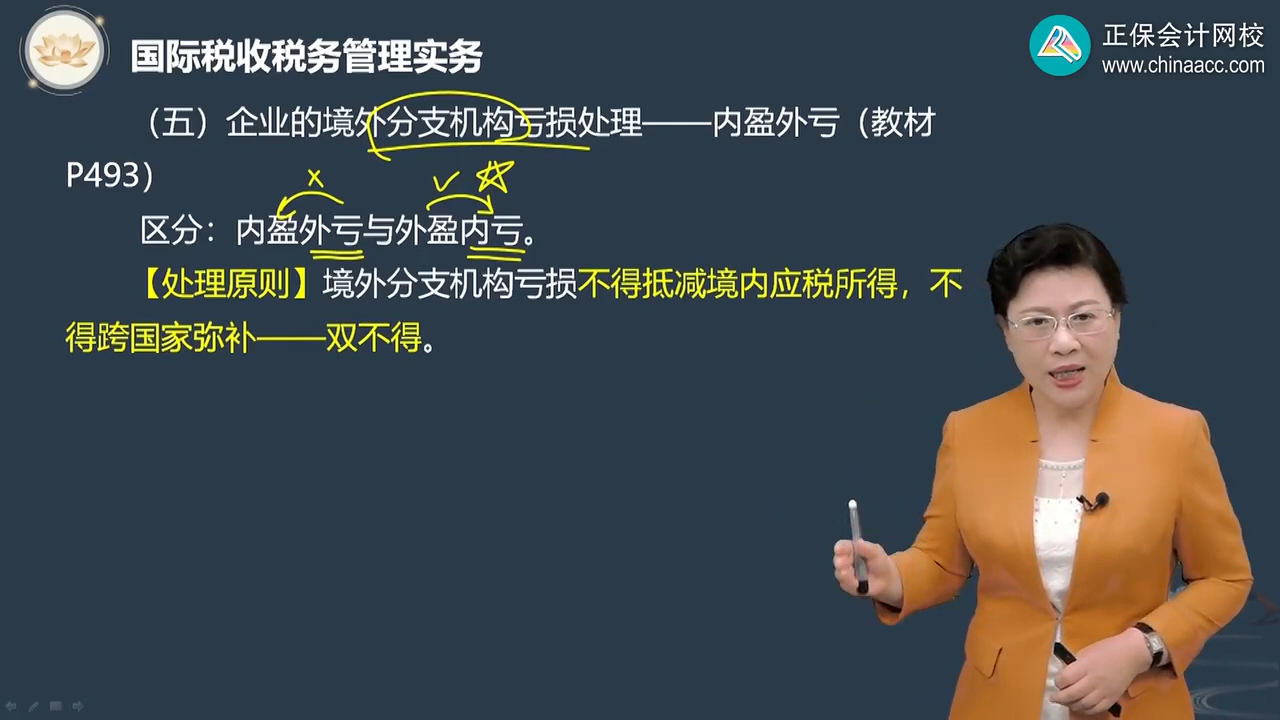 国际税收税务管理实务
正保会计网校
www.chinaacc.com
（五）企业的境外分支机构亏损处理——内盈外亏（教材
P493）
区分：内盈外亏与外盈内亏。
【处理原则】境外分支机构亏损不得抵减境内应税所得，不
得跨国家弥补——双不得。